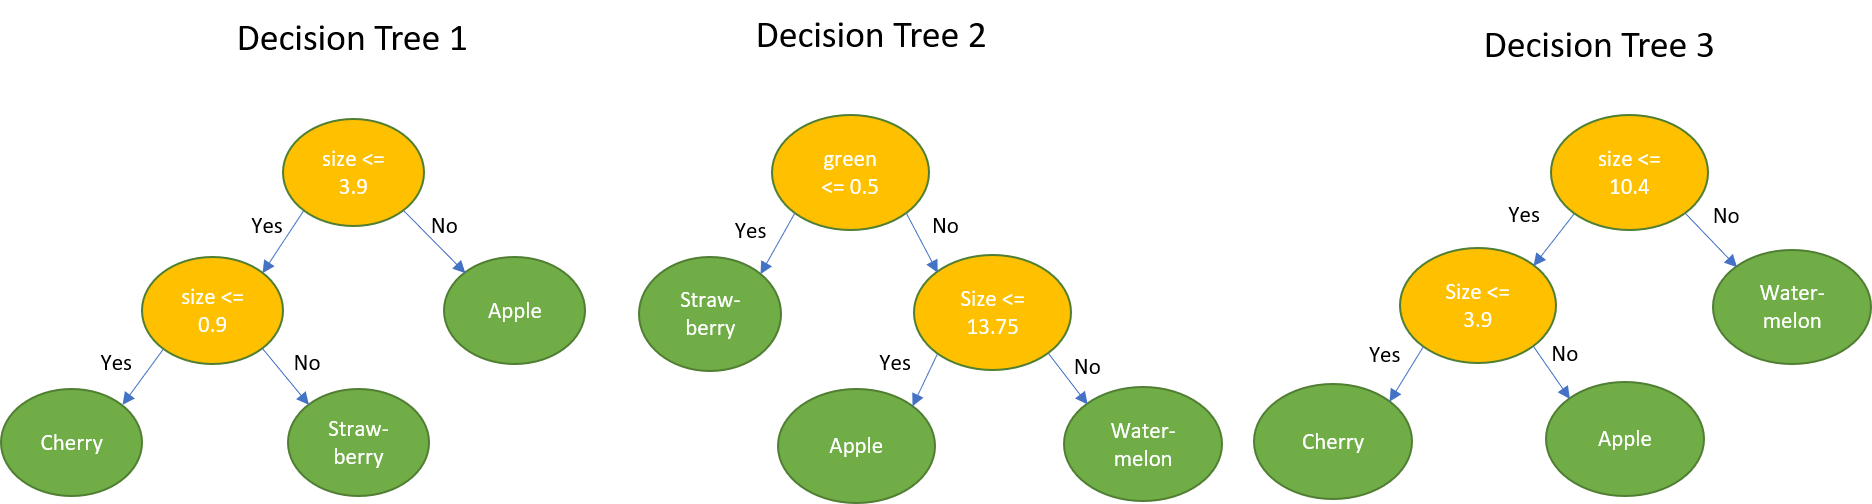 Decision Tree 1
size <=
3.9
Yes
No
size <=
0.9
Apple
Yes
No
Cherry
Straw-
berry
Decision Tree 2
green
<= 0.5
Yes
No
Straw-
berry
Size <=
13.75
Yes
No
Apple
Water-
melon
Decision Tree 3
size <=
10.4
Yes
No
Size <=
3.9
Water-
melon
Yes
No
Cherry
Apple